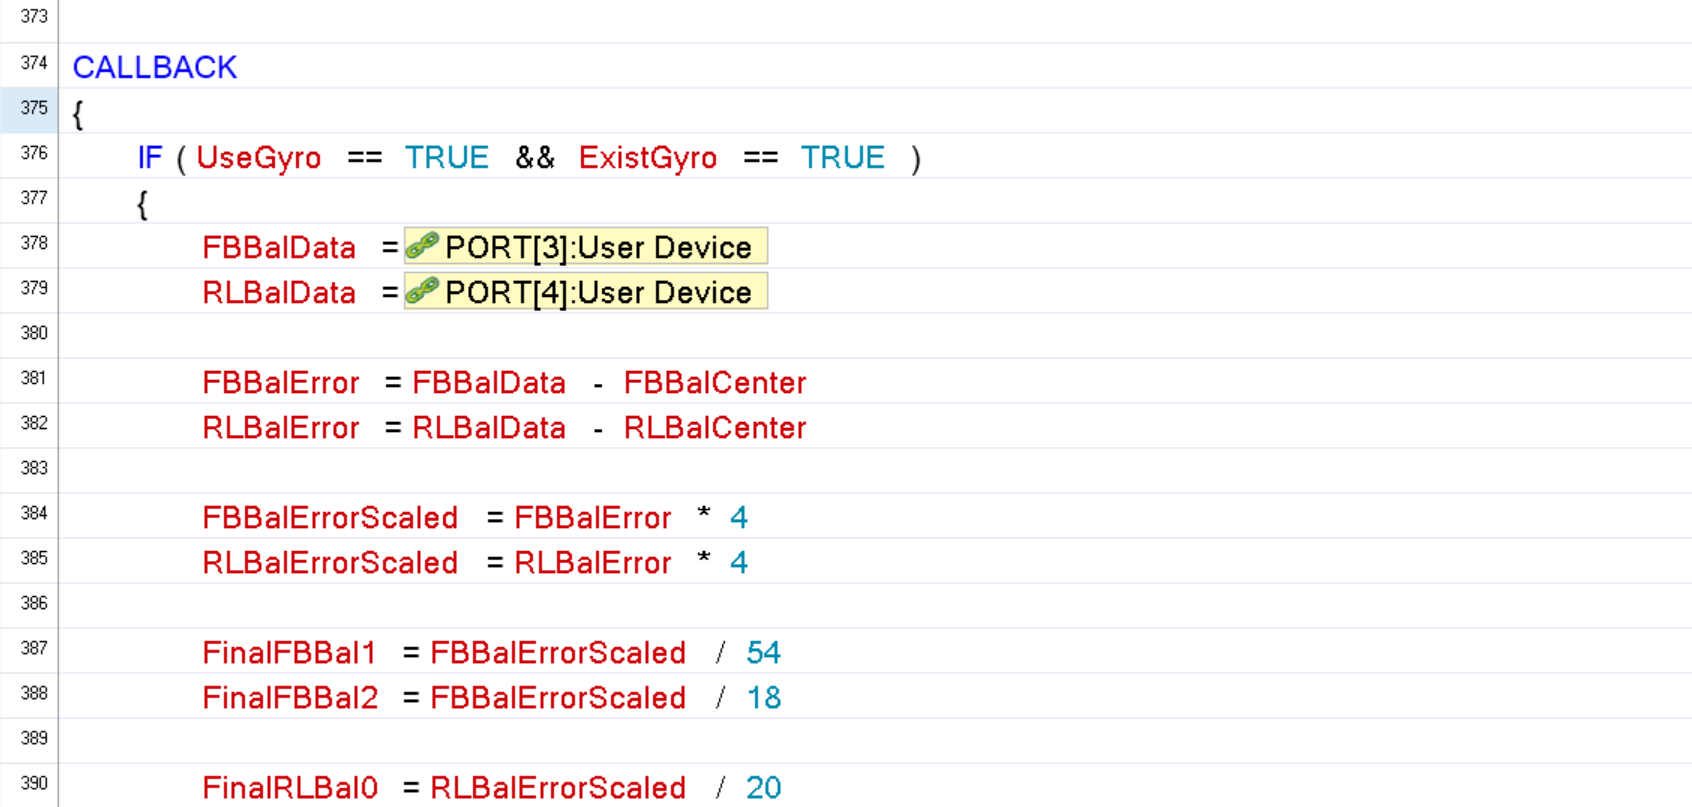 373
374 CALLBACK
375 {
376 IF ( UseGyro == TRUE && ExistGyro == TRUE )
377 {
378 FBBalData = PORT[3]:User Device
379 RLBalData = PORT[4]:User Device
380
381 FBBalError = FBBalData - FBBalCenter
382 RLBalError = RLBalData - RLBalCenter
383
384 FBBalErrorScaled = FBBalError * 4
385 RLBalErrorScaled = RLBalError * 4
386
387 FinalFBBal1 = FBBalErrorScaled / 54
388 FinalFBBal2 = FBBalErrorScaled / 18
389
390 FinalRLBal0 = RLBalErrorScaled / 20